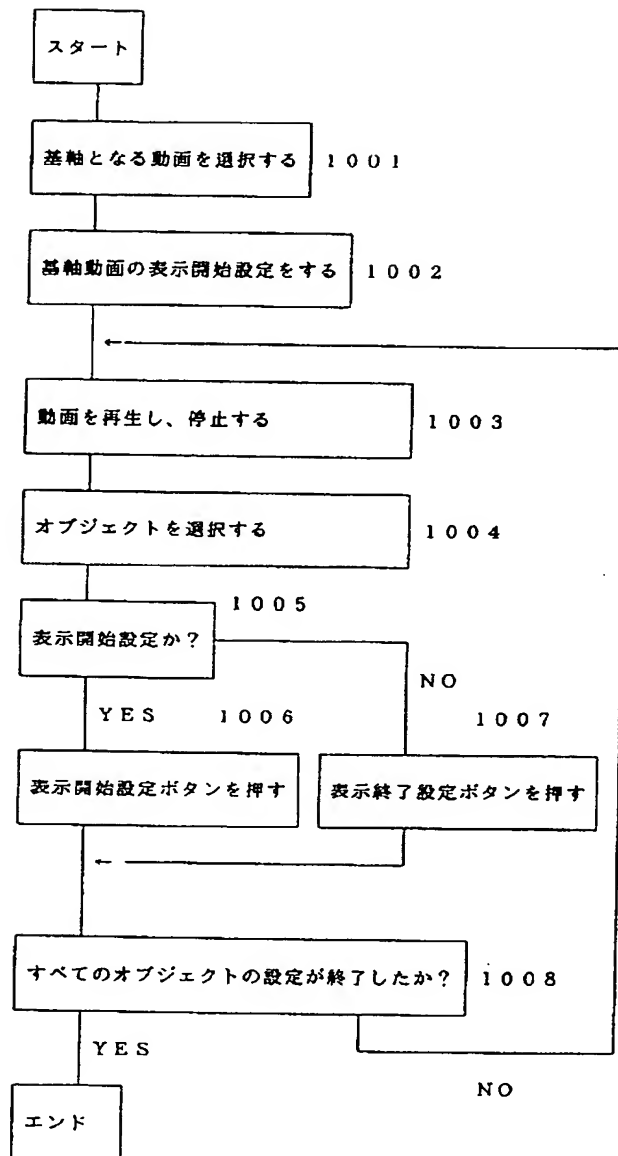 スタート
基軸となる動画を選択する 1001
基軸動画の表示開始設定をする 1002
←
動画を再生し、停止する 1003
オブジェクトを選択する 1004
1005
表示開始設定か?
NO
YES 1006 1007
表示開始設定ボタンを押す 表示終了設定ボタンを押す
←
すべてのオブジェクトの設定が終了したか? 1008
YES
NO
エンド